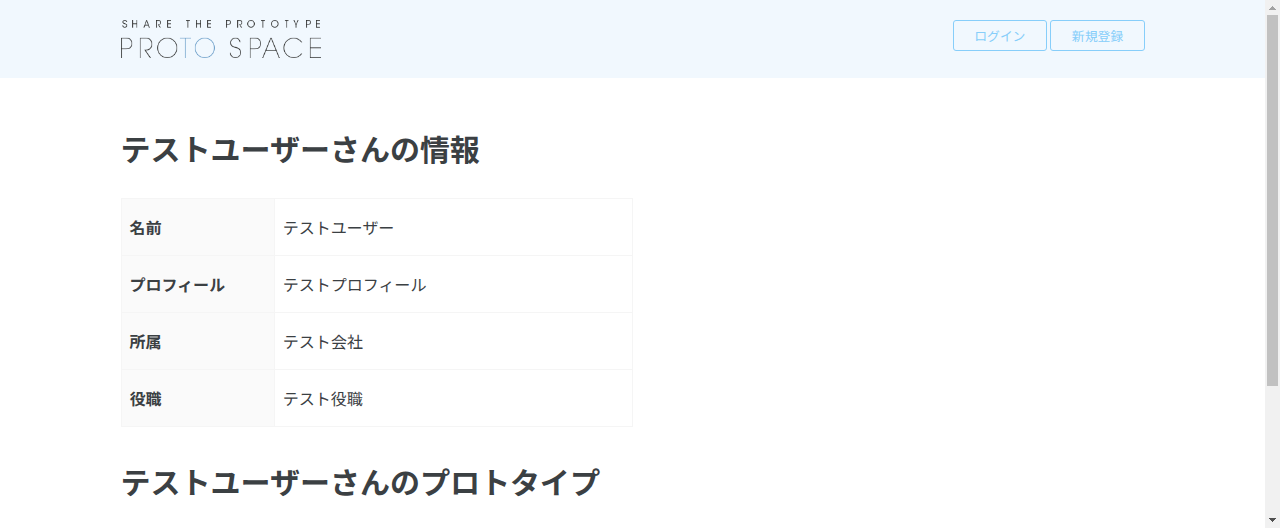 SHARE THE PROTOTYPE
PROTO SPACE
ログイン
新規登録
テストユーザーさんの情報
名前 テストユーザー
プロフィール テストプロフィール
所属 テスト会社
役職 テスト役職
テストユーザーさんのプロトタイプ